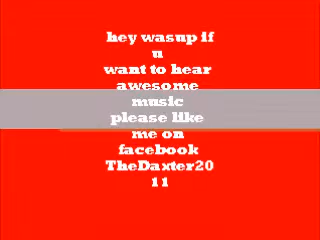 hey wasup if
u
want to hear
awesome
music
please like
me on
facebook
TheDaxter20
11